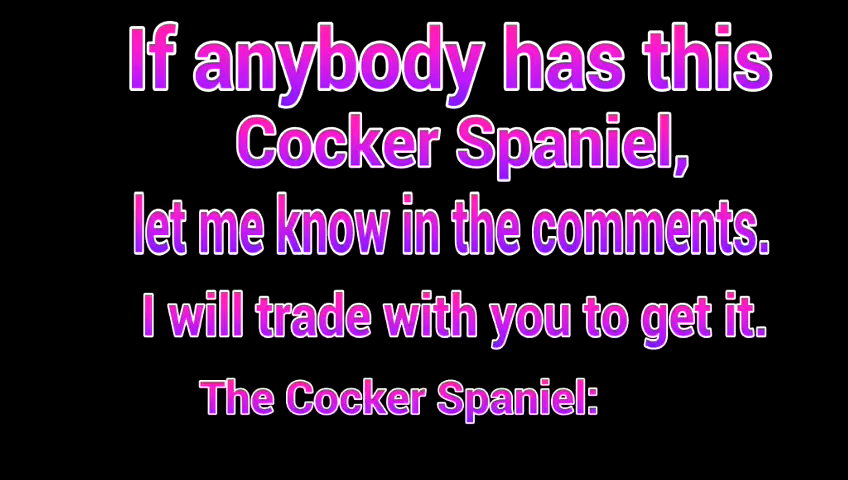 If anybody has this
Cocker Spaniel,
let me know in the comments.
I will trade with you to get it.
The Cocker Spaniel: